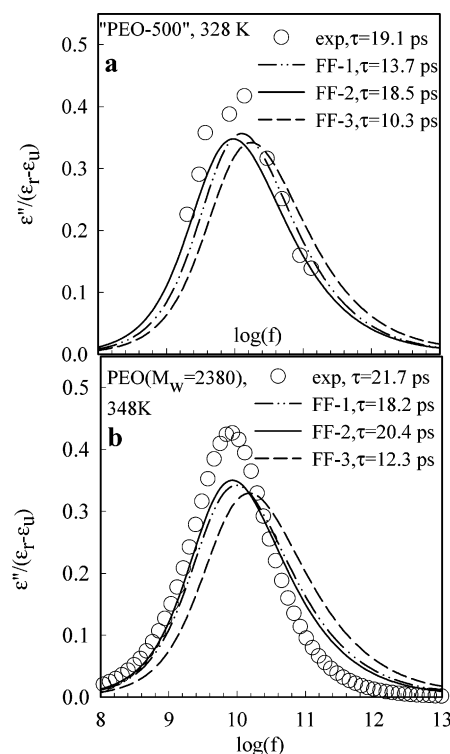 "PEO-500", 328 K
a
exp,τ=19.1 ps
FF-1,τ=13.7 ps
FF-2,τ=18.5 ps
FF-3,τ=10.3 ps
ε"/(εr-εu)
0.5
0.4
0.3
0.2
0.1
0.0
log(f)
PEO(Mw=2380),
348K
b
exp, τ=21.7 ps
FF-1,τ=18.2 ps
FF-2,τ=20.4 ps
FF-3,τ=12.3 ps
ε"/(εr-εu)
0.5
0.4
0.3
0.2
0.1
0.0
8 9 10 11 12 13
log(f)